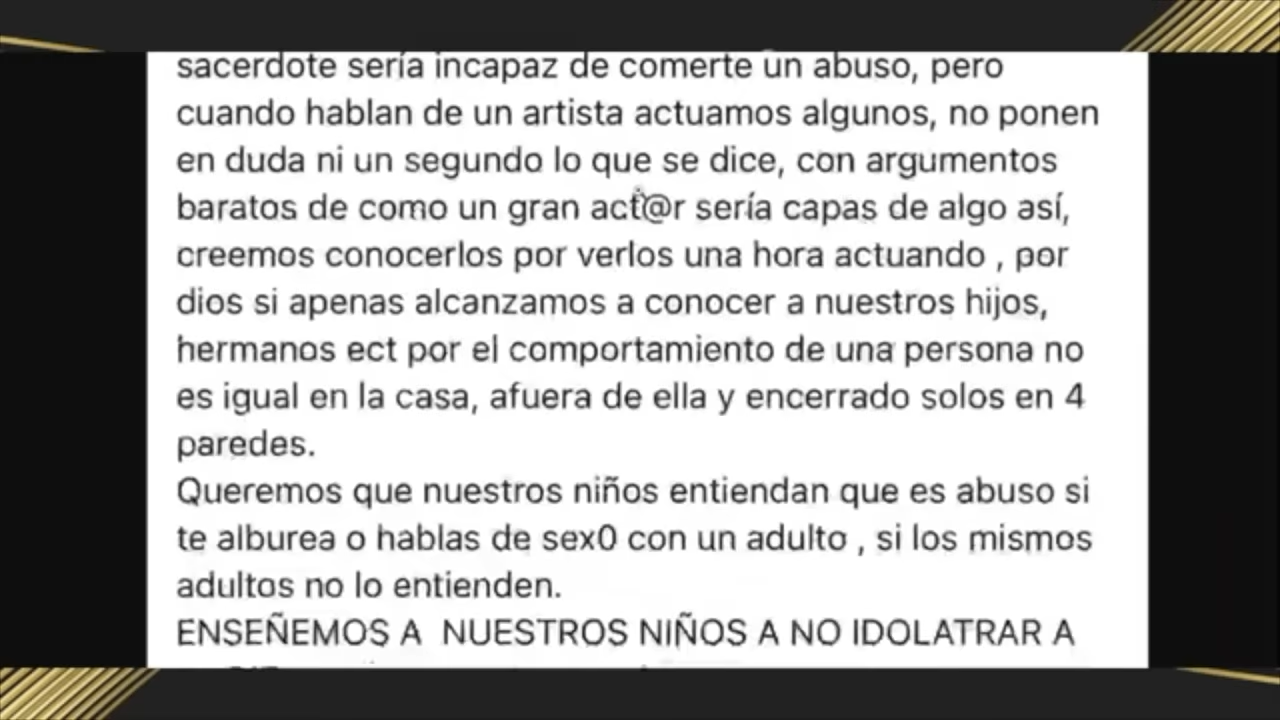 sacerdote sería incapaz de comerte un abuso, pero
cuando hablan de un artista actuamos algunos, no ponen
en duda ni un segundo lo que se dice, con argumentos
baratos de como un gran act@r sería capas de algo así,
creemos conocerlos por verlos una hora actuando , por
dios si apenas alcanzamos a conocer a nuestros hijos,
hermanos ect por el comportamiento de una persona no
es igual en la casa, afuera de ella y encerrado solos en 4
paredes.
Queremos que nuestros niños entiendan que es abuso si
te alburea o hablas de sex0 con un adulto , si los mismos
adultos no lo entienden.
ENSEÑEMOS A  NUESTROS NIÑOS A NO IDOLATRAR A